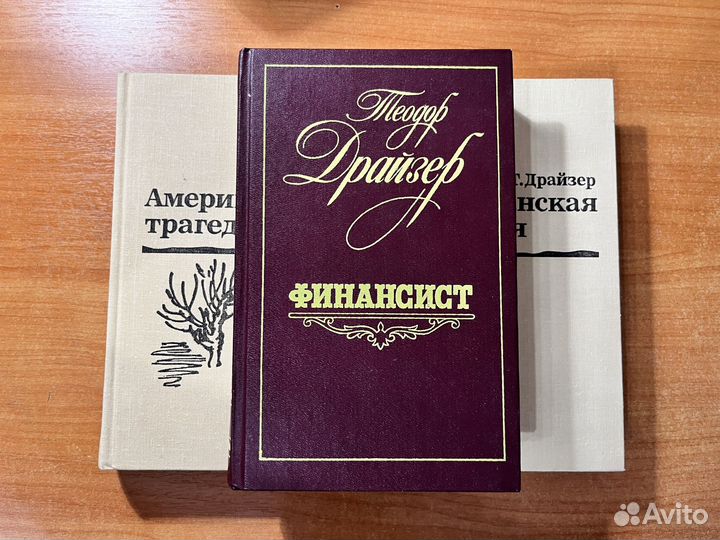 Теодор
Драйзер
ФИНАНСИСТ
Амери
трагед
Т.Драйзер
нская
я
Avito